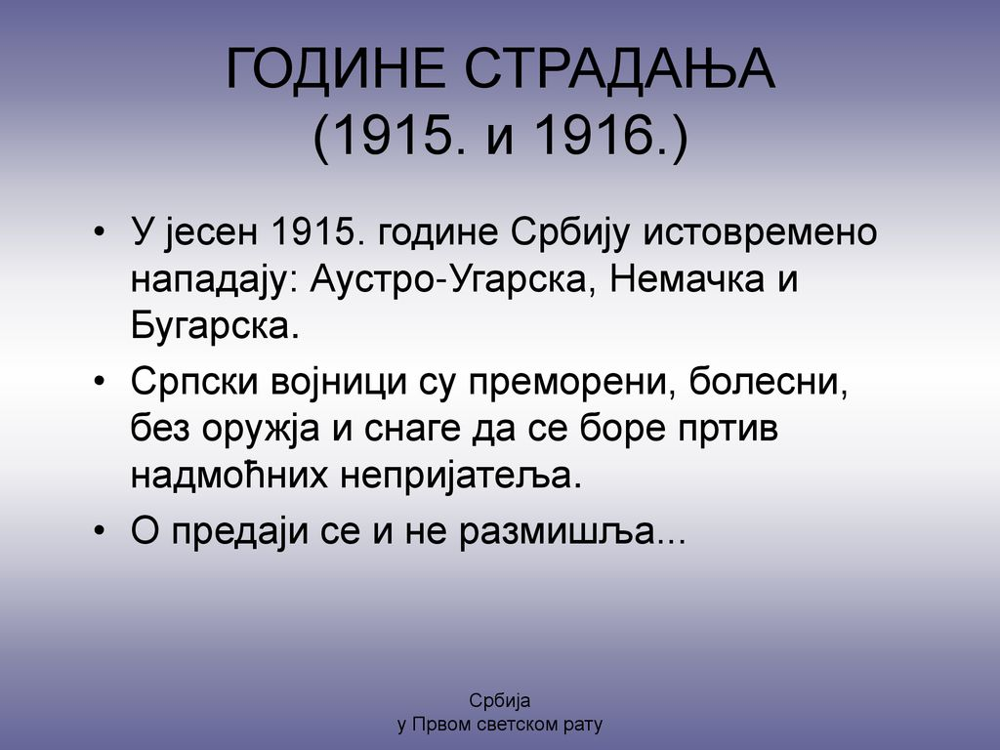 ГОДИНЕ СТРАДАЊА
(1915. и 1916.)
• У јесен 1915. године Србију истовремено
нападају: Аустро-Угарска, Немачка и
Бугарска.
• Српски војници су преморени, болесни,
без оружја и снаге да се боре пртив
надмоћних непријатеља.
• О предаји се и не размишља...
Србија
у Првом светском рату